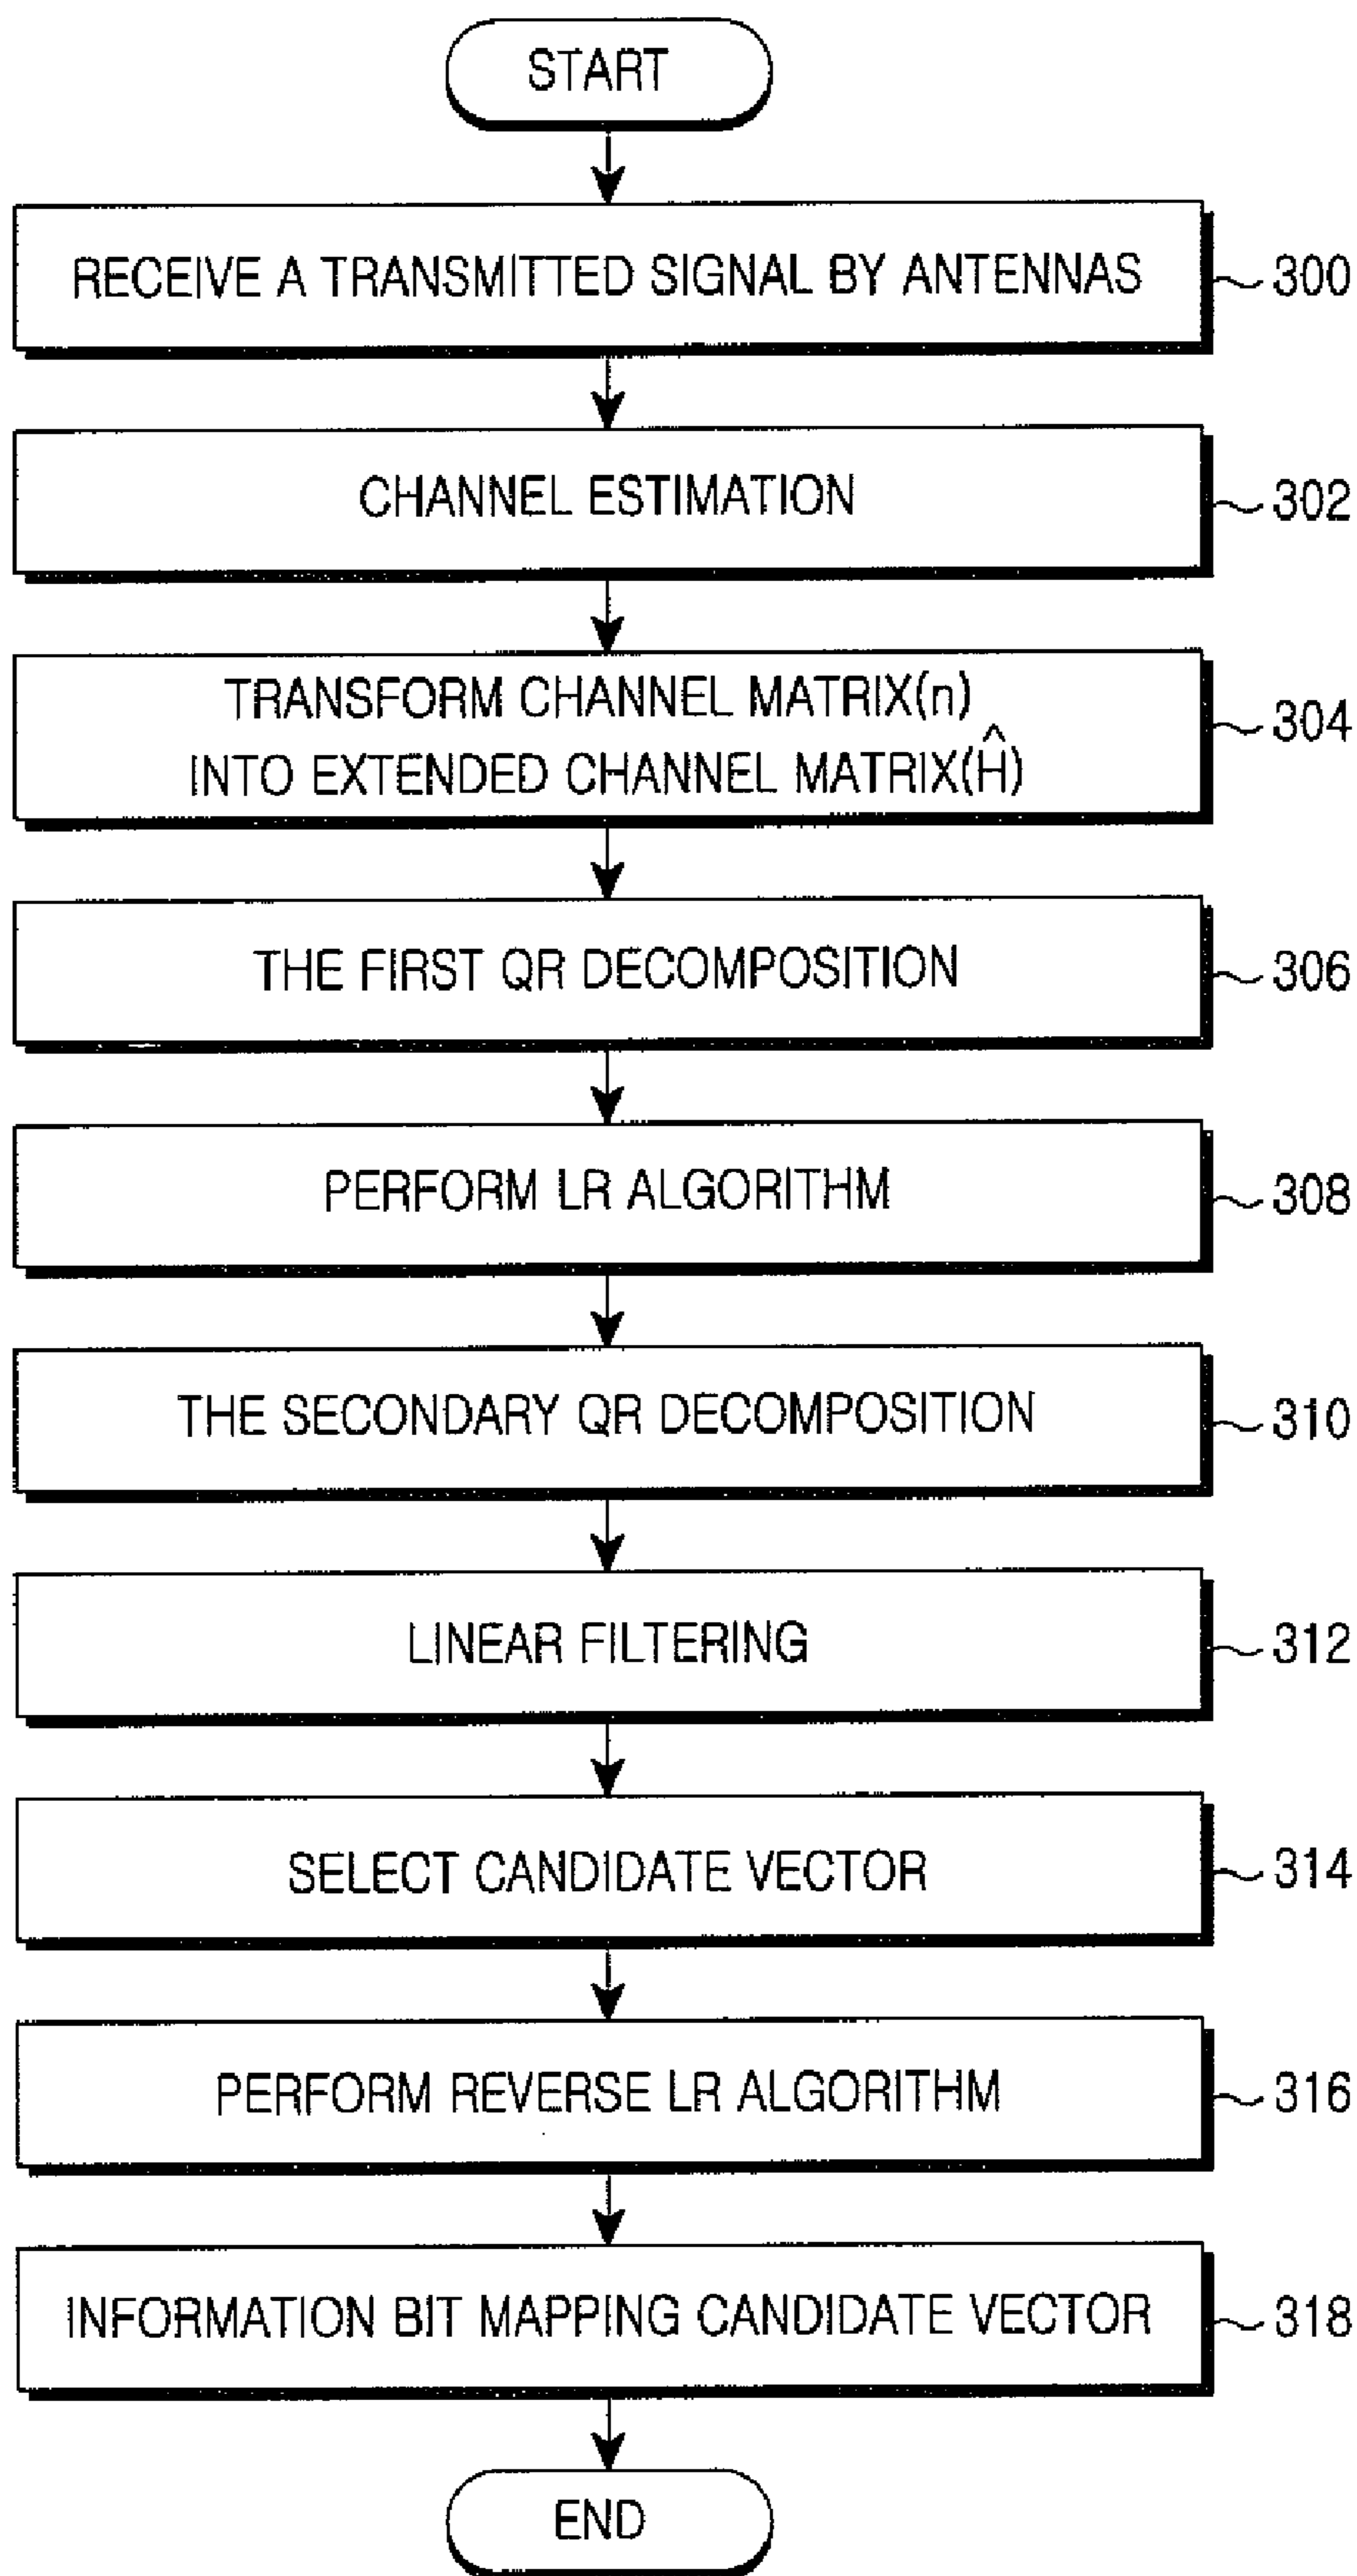 START
RECEIVE A TRANSMITTED SIGNAL BY ANTENNAS
300
CHANNEL ESTIMATION
302
TRANSFORM CHANNEL MATRIX(n)
INTO EXTENDED CHANNEL MATRIX(Ĥ)
304
THE FIRST QR DECOMPOSITION
306
PERFORM LR ALGORITHM
308
THE SECONDARY QR DECOMPOSITION
310
LINEAR FILTERING
312
SELECT CANDIDATE VECTOR
314
PERFORM REVERSE LR ALGORITHM
316
INFORMATION BIT MAPPING CANDIDATE VECTOR
318
END